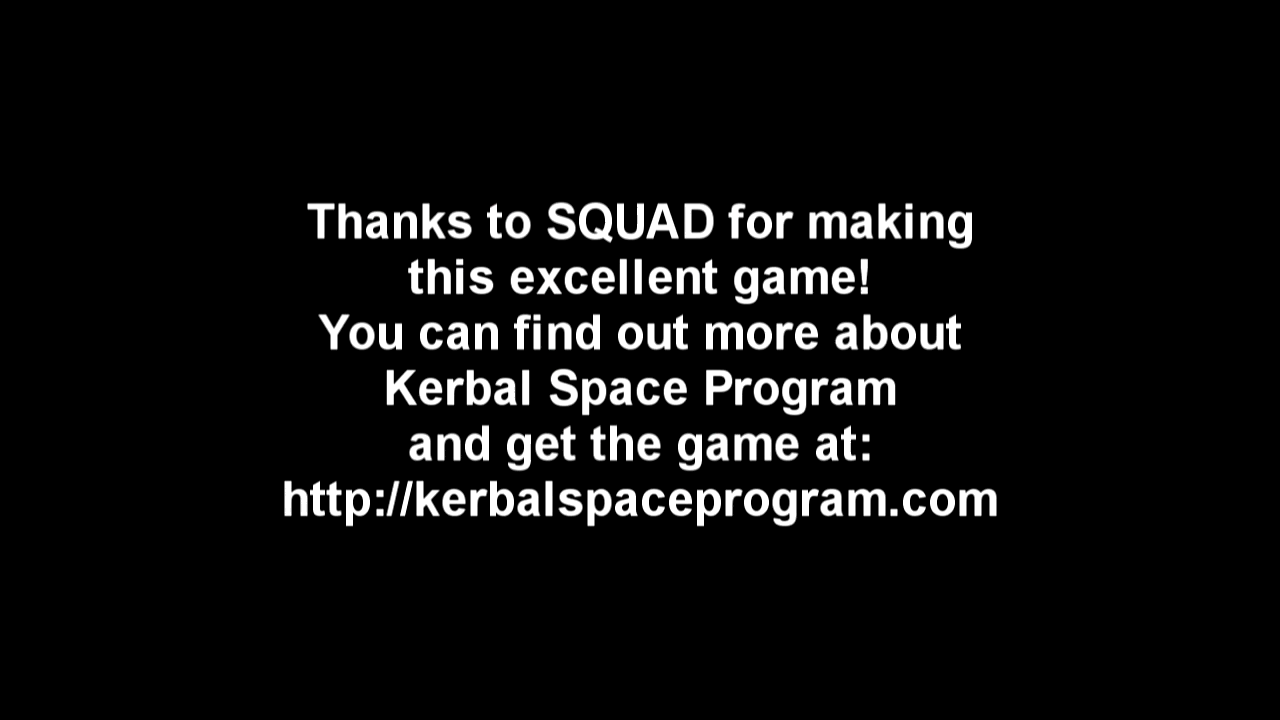 Thanks to SQUAD for making
this excellent game!
You can find out more about
Kerbal Space Program
and get the game at:
http://kerbalspaceprogram.com